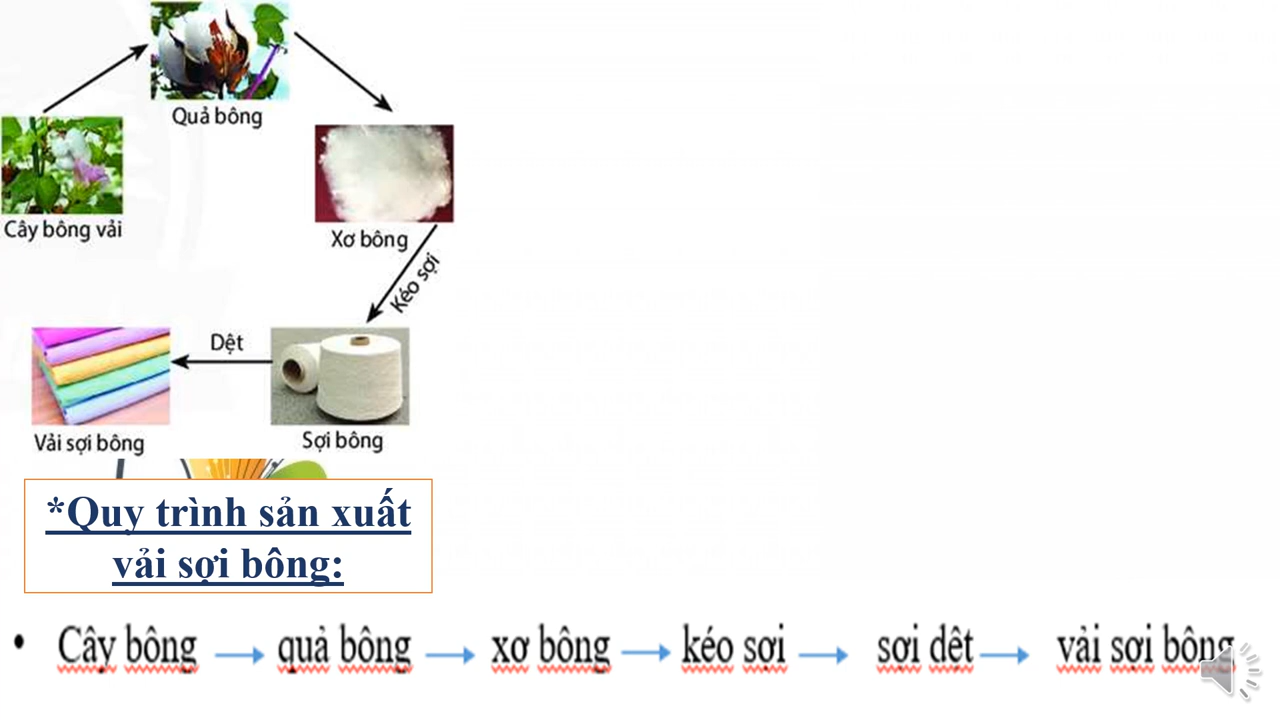 Quả bông
Cây bông vải
Xơ bông
Kéo sợi
Dệt
Vải sợi bông
Sợi bông
*Quy trình sản xuất
vải sợi bông:
• Cây bông → quả bông → xơ bông → kéo sợi → sợi dệt → vải sợi bông